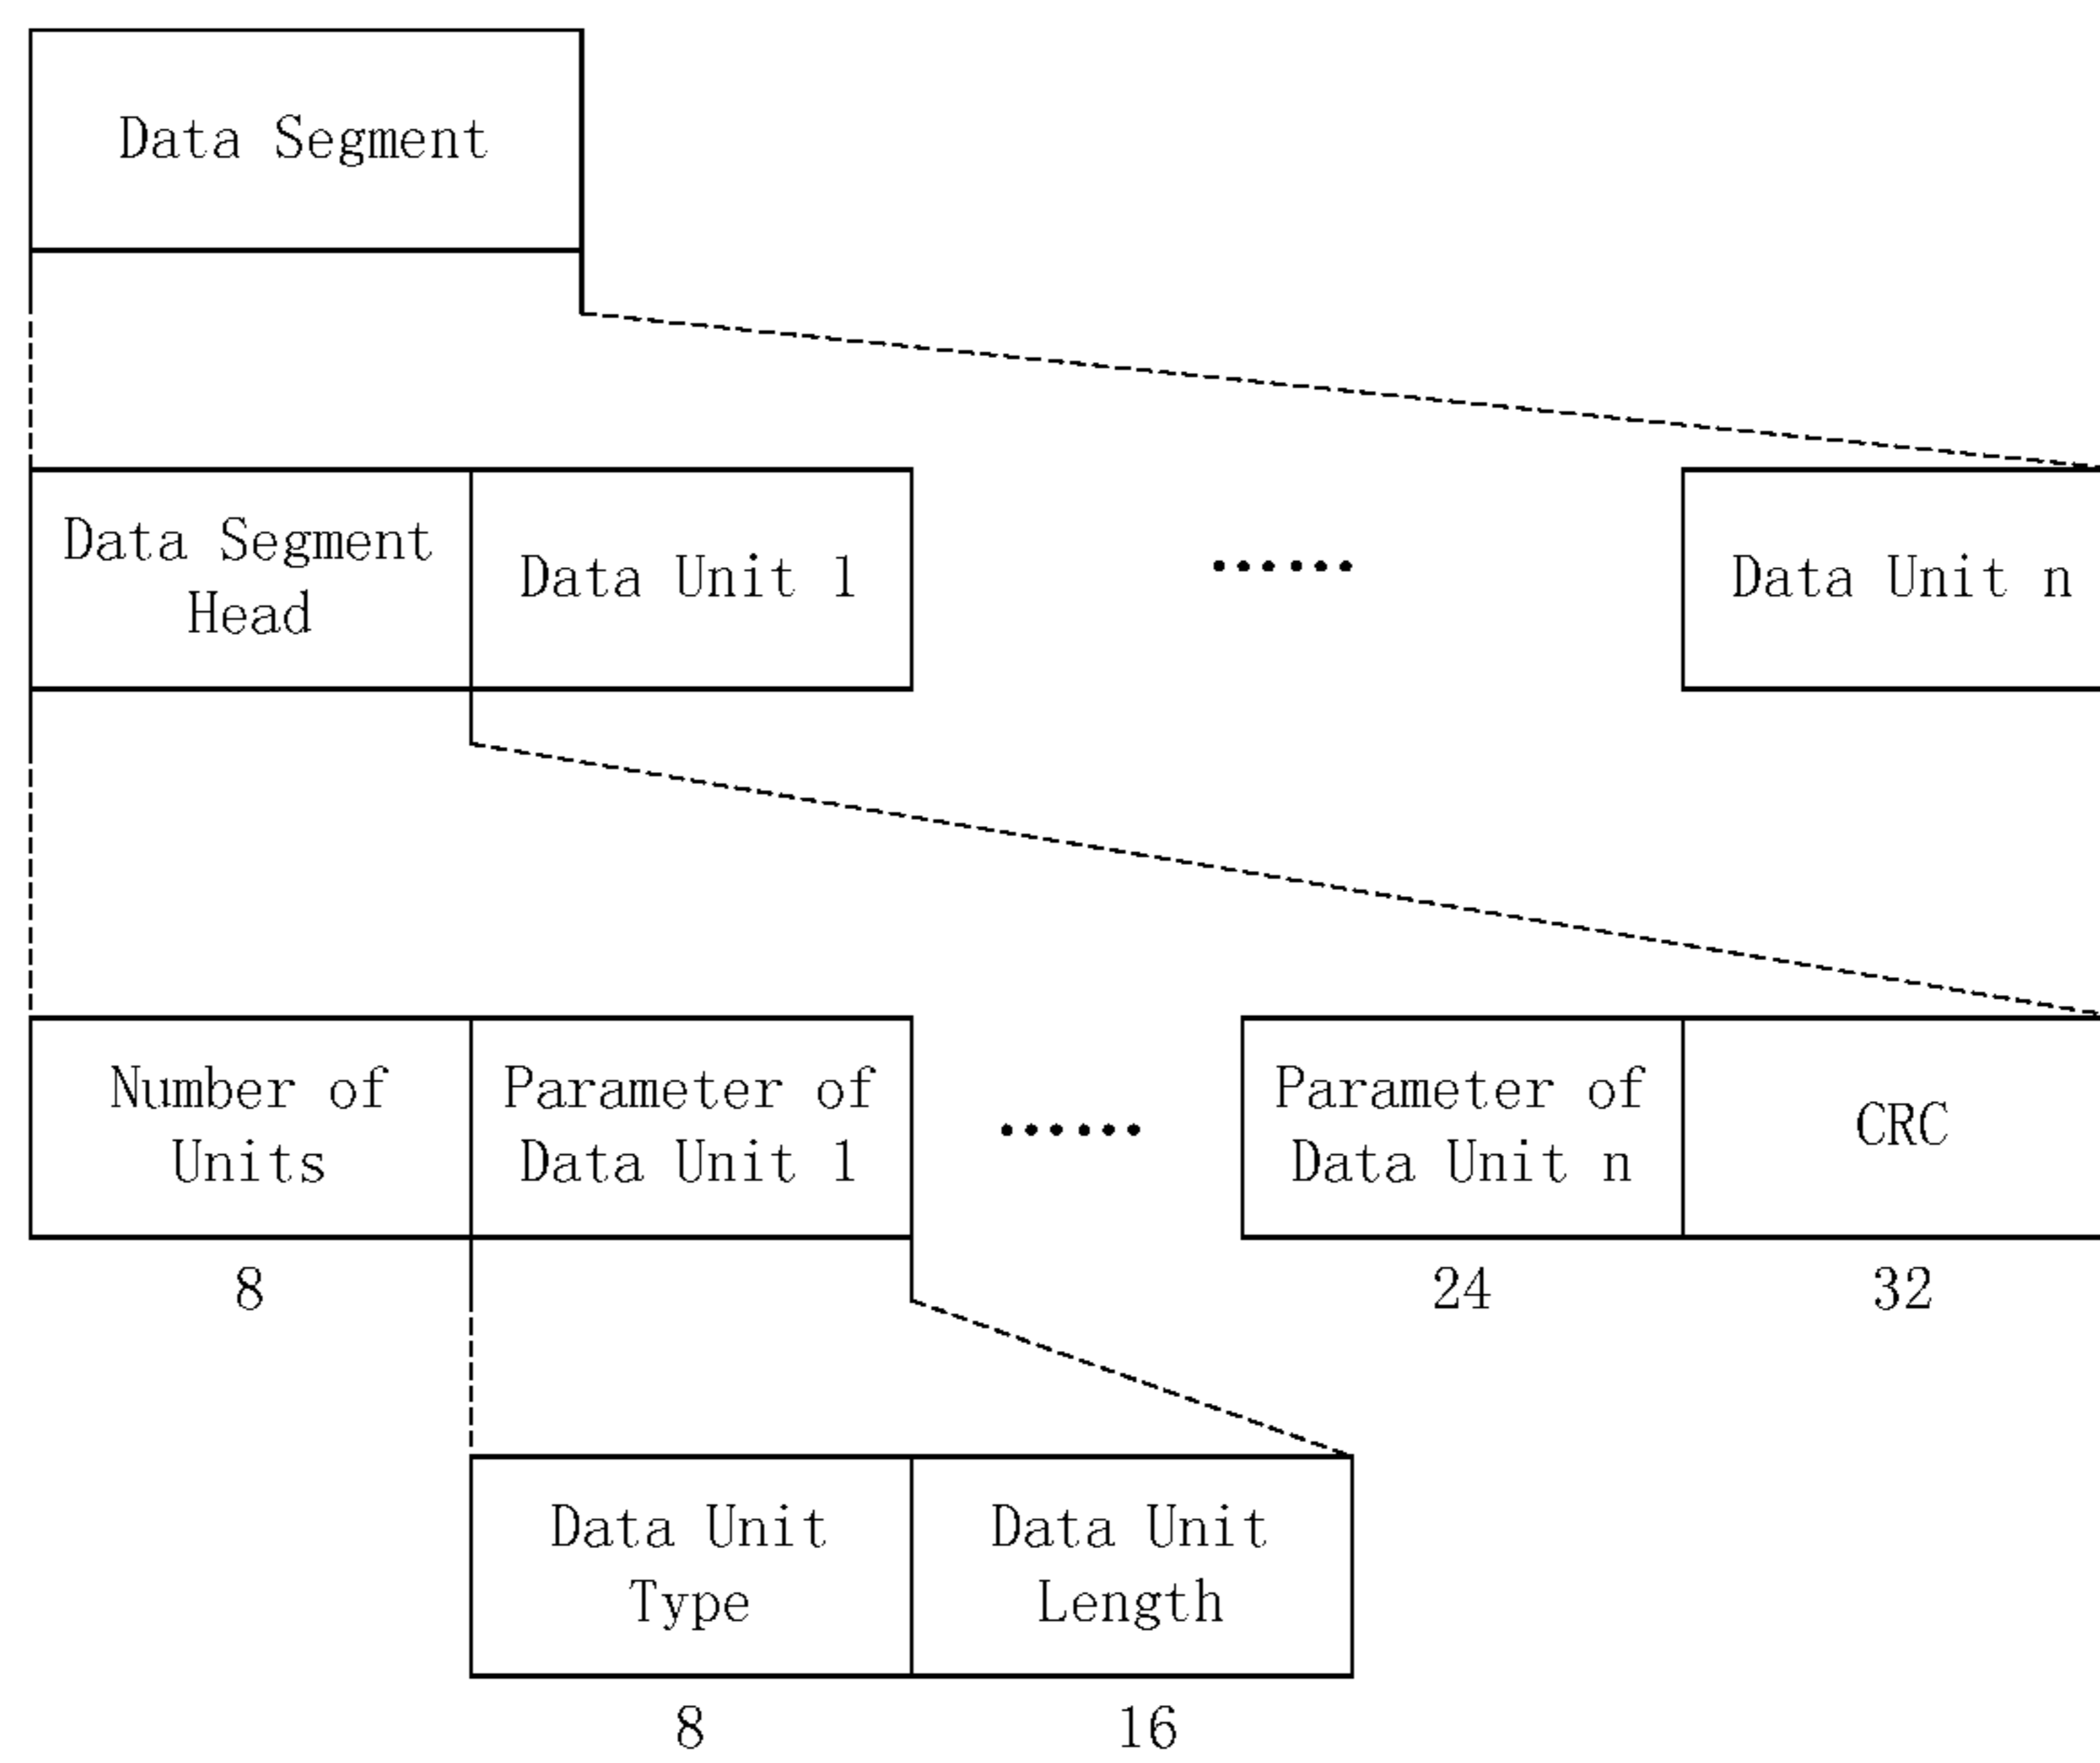 Data Segment
Data Segment
Head
Data Unit 1
······
Data Unit n
Number of
Units
Parameter of
Data Unit 1
······
Parameter of
Data Unit n
CRC
8
24
32
Data Unit
Type
Data Unit
Length
8
16